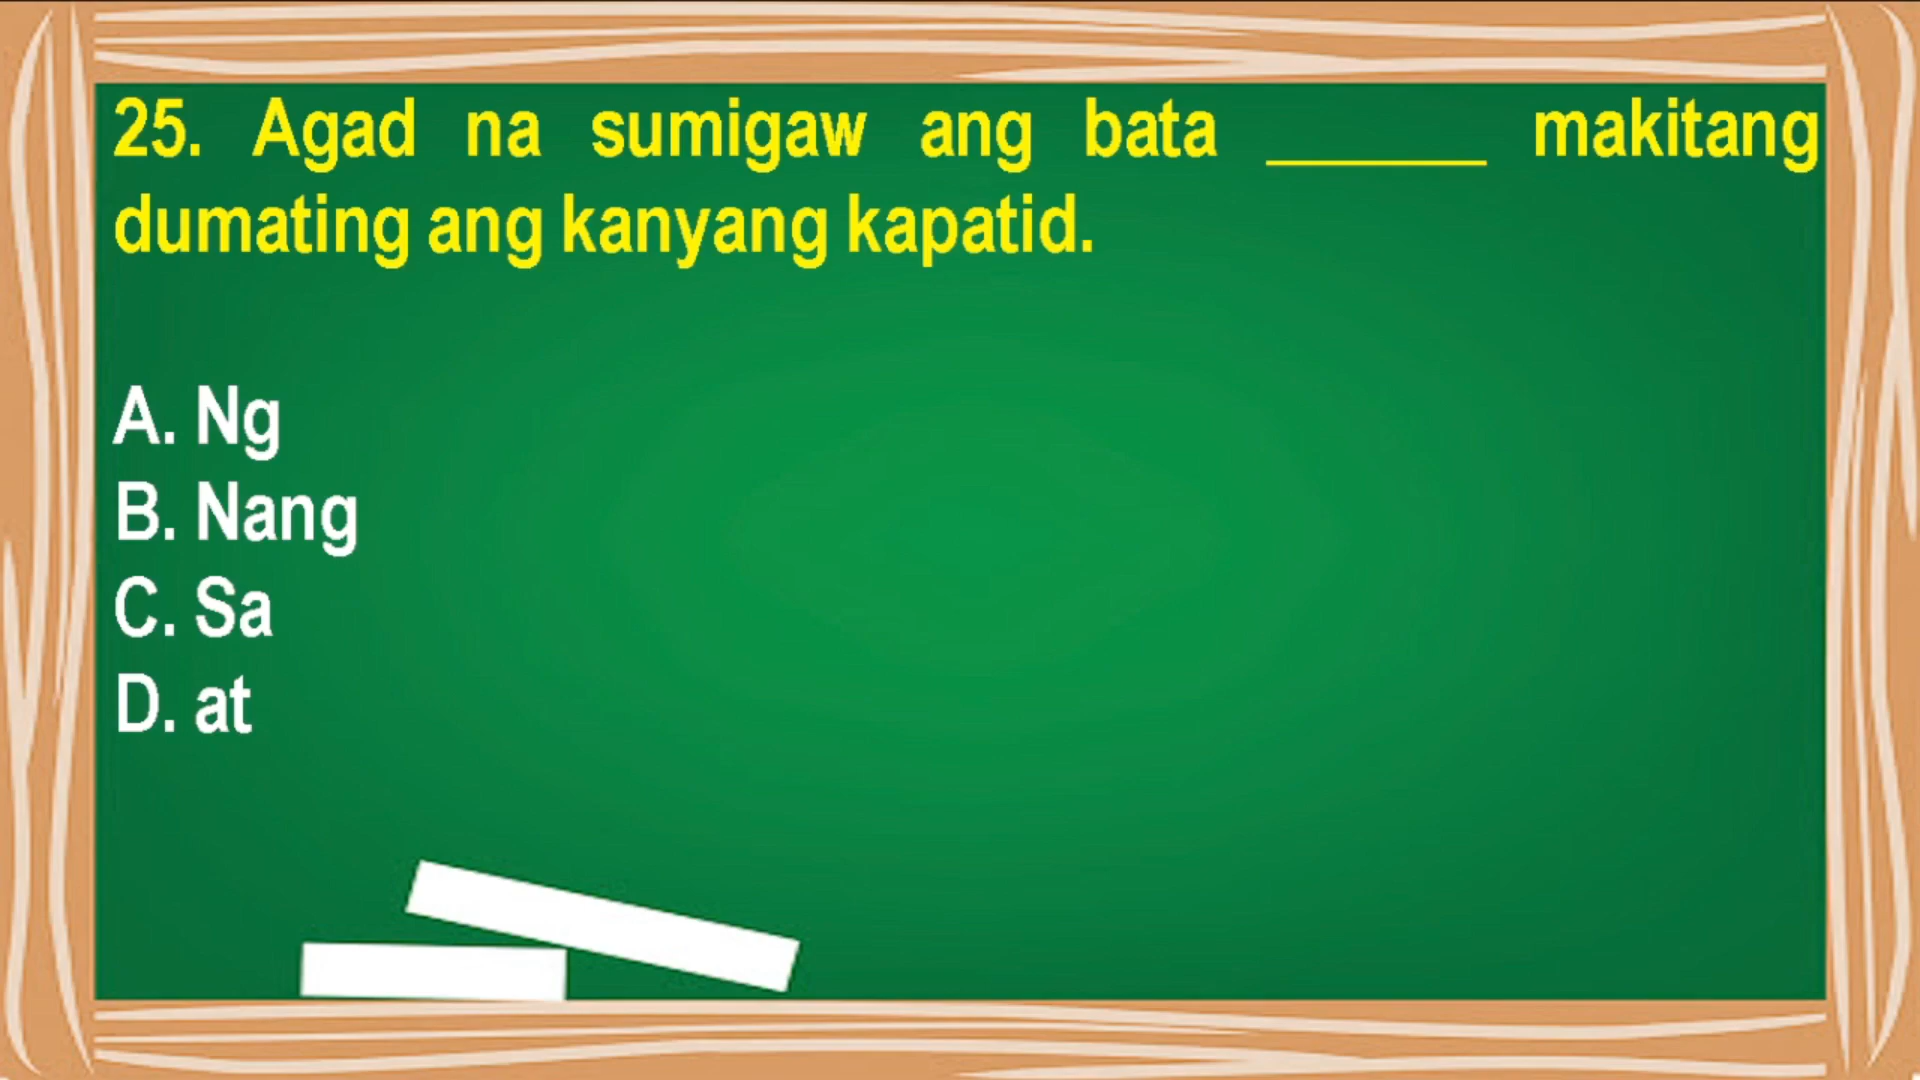 25. Agad na sumigaw ang bata ______ makitang
dumating ang kanyang kapatid.
A. Ng
B. Nang
C. Sa
D. at